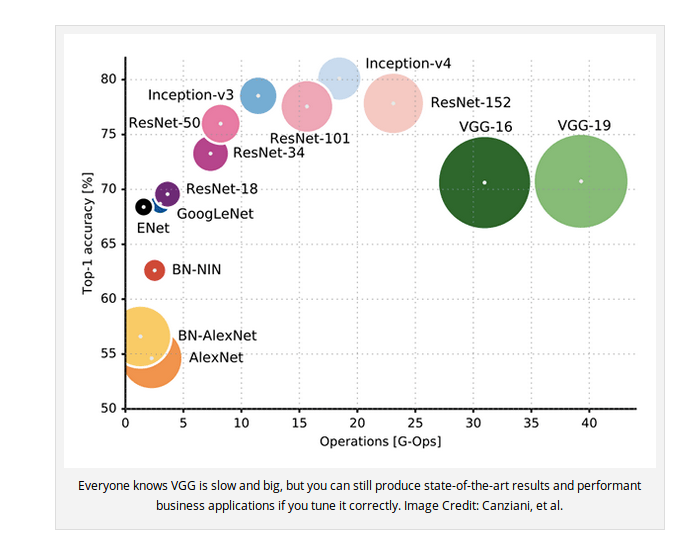 80
75
70
65
60
55
50
Top-1 accuracy [%]
Inception-v4
Inception-v3
ResNet-152
ResNet-50
VGG-16
VGG-19
ResNet-101
ResNet-34
ResNet-18
GoogLeNet
ENet
BN-NIN
BN-AlexNet
AlexNet
0 5 10 15 20 25 30 35 40
Operations [G-Ops]
Everyone knows VGG is slow and big, but you can still produce state-of-the-art results and performant
business applications if you tune it correctly. Image Credit: Canziani, et al.